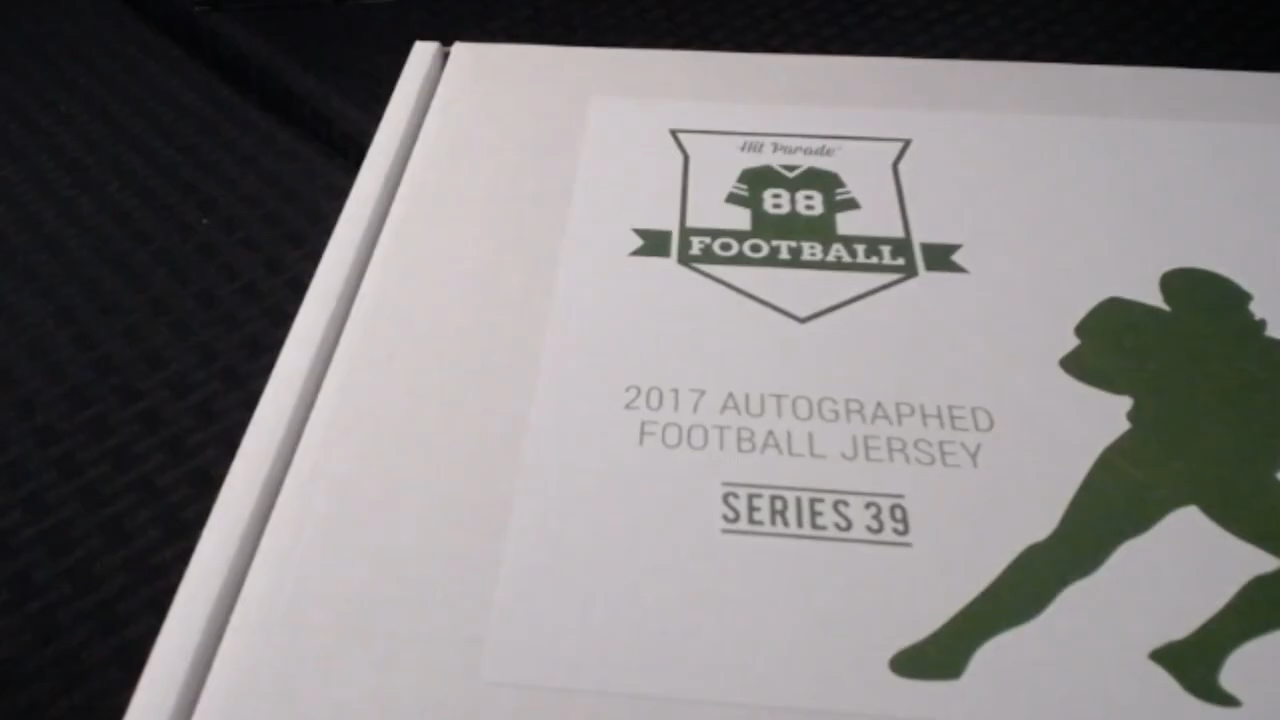 Hit Parade
88
FOOTBALL
2017 AUTOGRAPHED
FOOTBALL JERSEY
SERIES 39